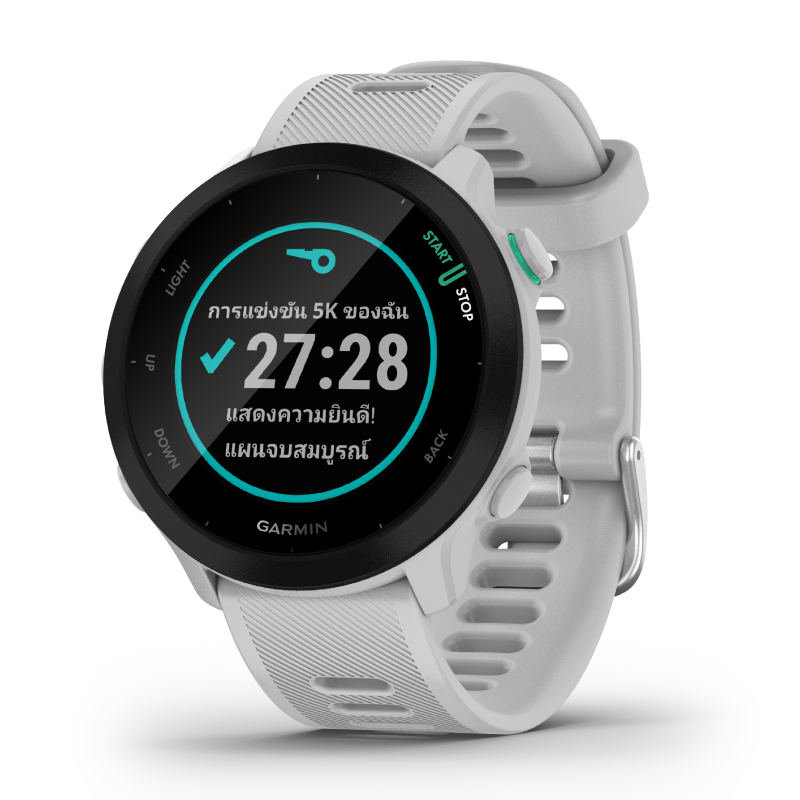 START
STOP
LIGHT
UP
DOWN
BACK
การแข่งขัน 5K ของฉัน
27:28
แสดงความยินดี!
แผนจบสมบูรณ์
GARMIN